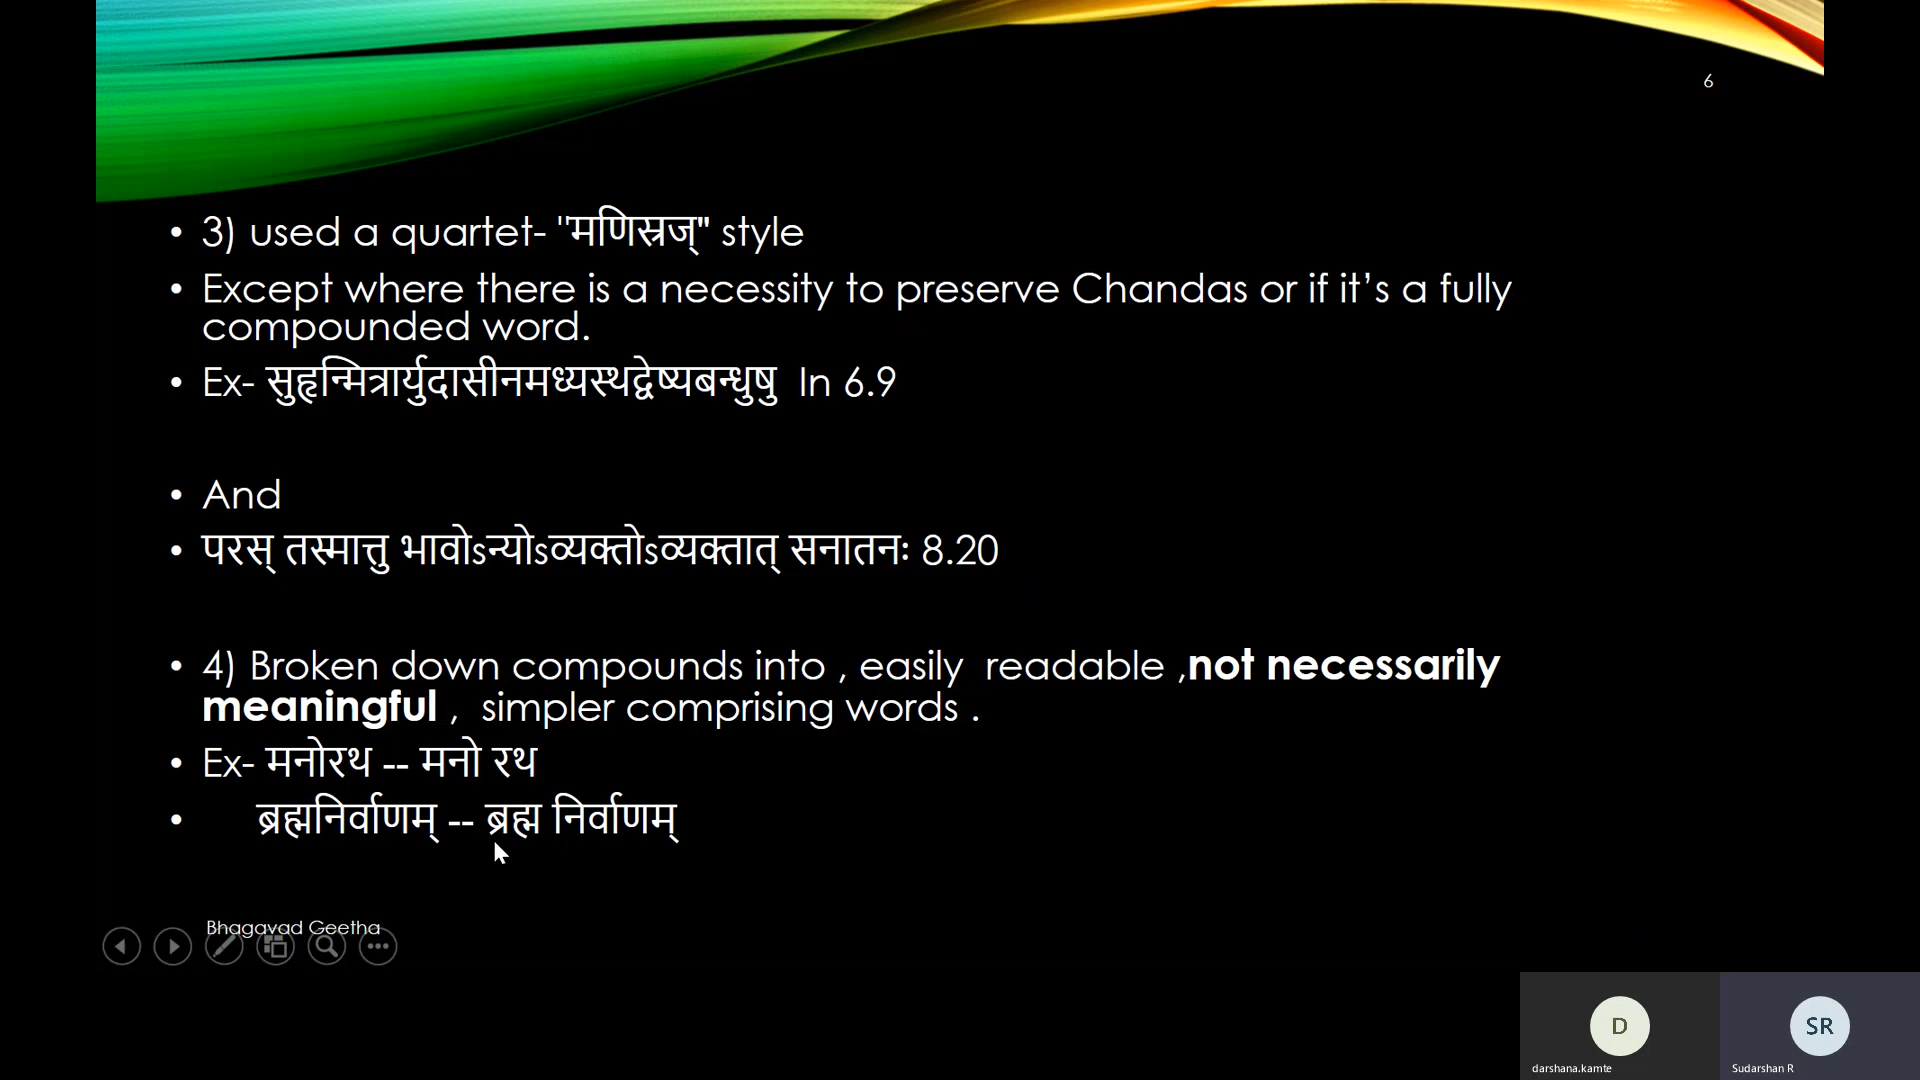 6
• 3) used a quartet- "मणिस्रज्" style
• Except where there is a necessity to preserve Chandas or if it’s a fully
compounded word.
• Ex- सुहृन्मित्रार्युदासीनमध्यस्थद्वेष्यबन्धुषु In 6.9
• And
• परस् तस्मात्तु भावोऽन्योऽव्यक्तोऽव्यक्तात् सनातनः 8.20
• 4) Broken down compounds into , easily readable ,not necessarily
meaningful , simpler comprising words .
• Ex- मनोरथ -- मनो रथ
• ब्रह्मनिर्वाणम् -- ब्रह्म निर्वाणम्
Bhagavad Geetha
D
SR
darshana.kamte
Sudarshan R